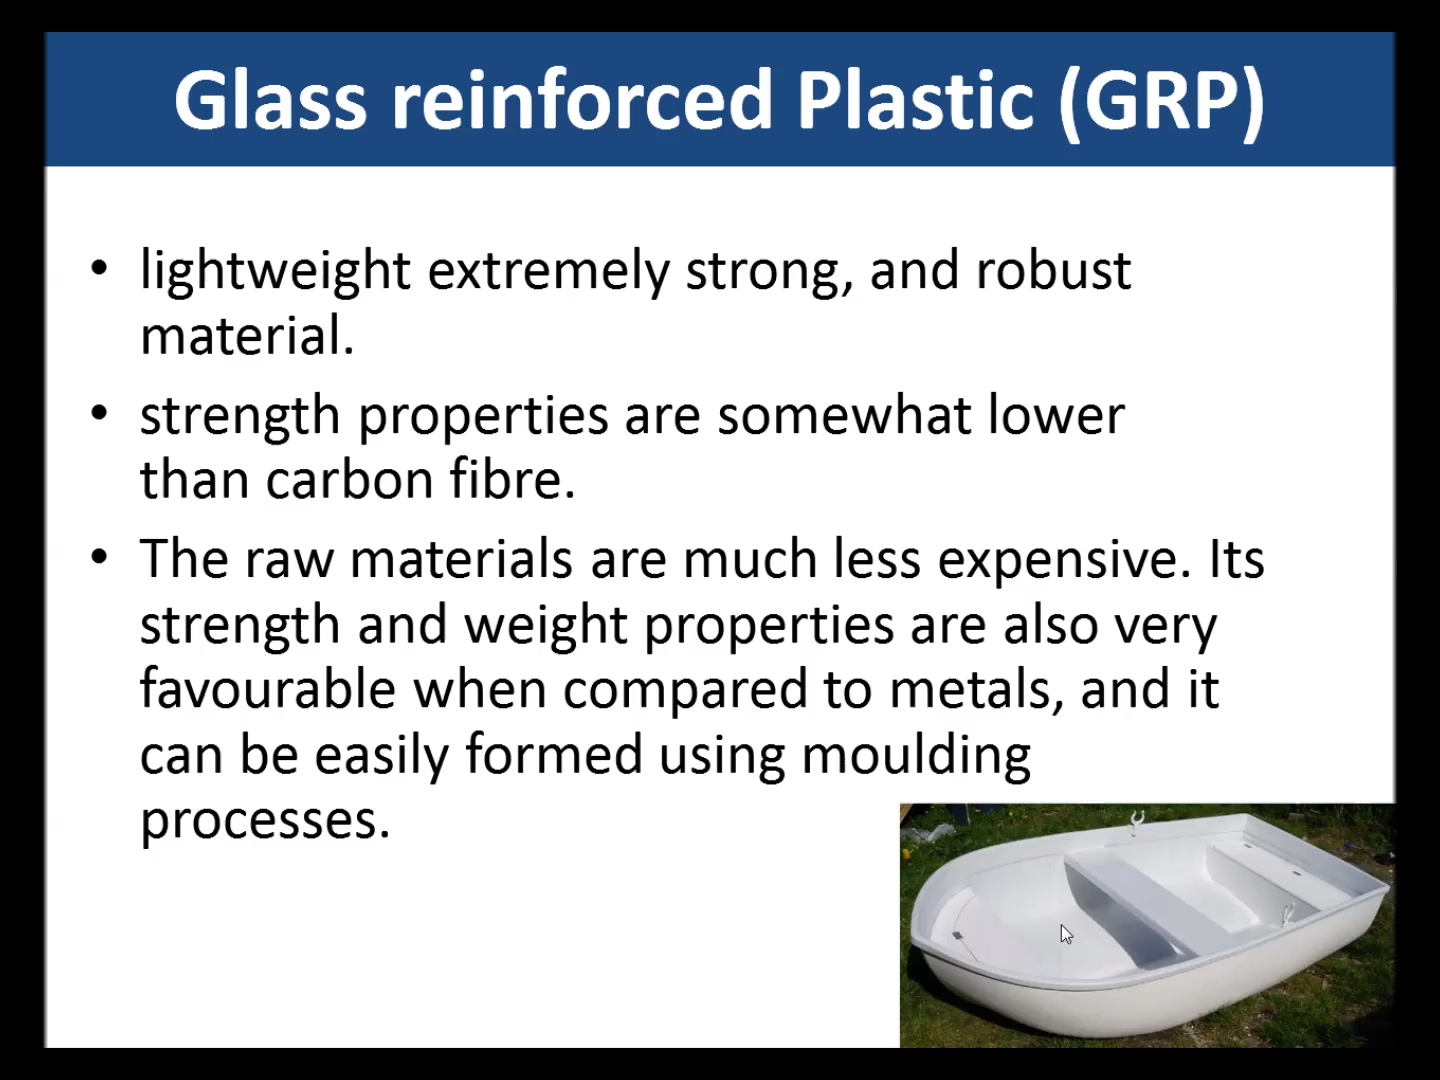 Glass reinforced Plastic (GRP)
• lightweight extremely strong, and robust
material.
• strength properties are somewhat lower
than carbon fibre.
• The raw materials are much less expensive. Its
strength and weight properties are also very
favourable when compared to metals, and it
can be easily formed using moulding
processes.